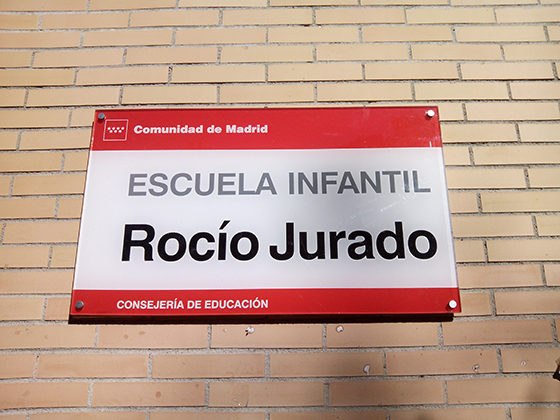 Comunidad de Madrid
ESCUELA INFANTIL
Rocío Jurado
CONSEJERÍA DE EDUCACIÓN